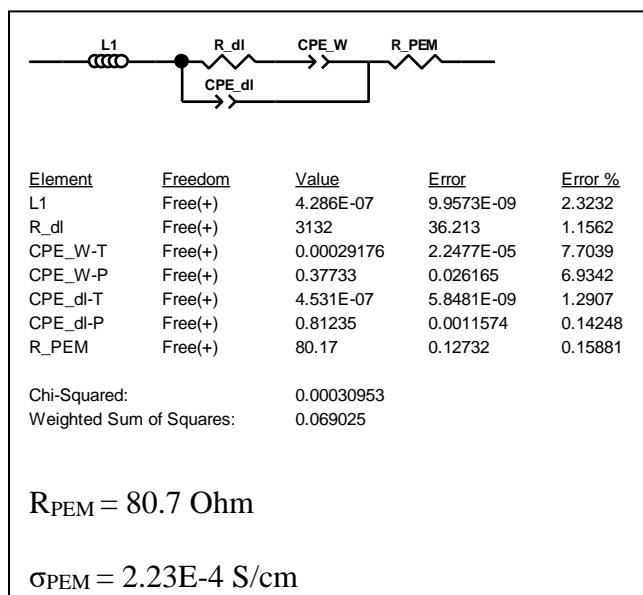 L1 R_dl CPE_W R_PEM
CPE_dl
Element Freedom Value Error Error %
L1 Free(+) 4.286E-07 9.9573E-09 2.3232
R_dl Free(+) 3132 36.213 1.1562
CPE_W-T Free(+) 0.00029176 2.2477E-05 7.7039
CPE_W-P Free(+) 0.37733 0.026165 6.9342
CPE_dl-T Free(+) 4.531E-07 5.8481E-09 1.2907
CPE_dl-P Free(+) 0.81235 0.0011574 0.14248
R_PEM Free(+) 80.17 0.12732 0.15881
Chi-Squared: 0.00030953
Weighted Sum of Squares: 0.069025
RPEM = 80.7 Ohm
σPEM = 2.23E-4 S/cm